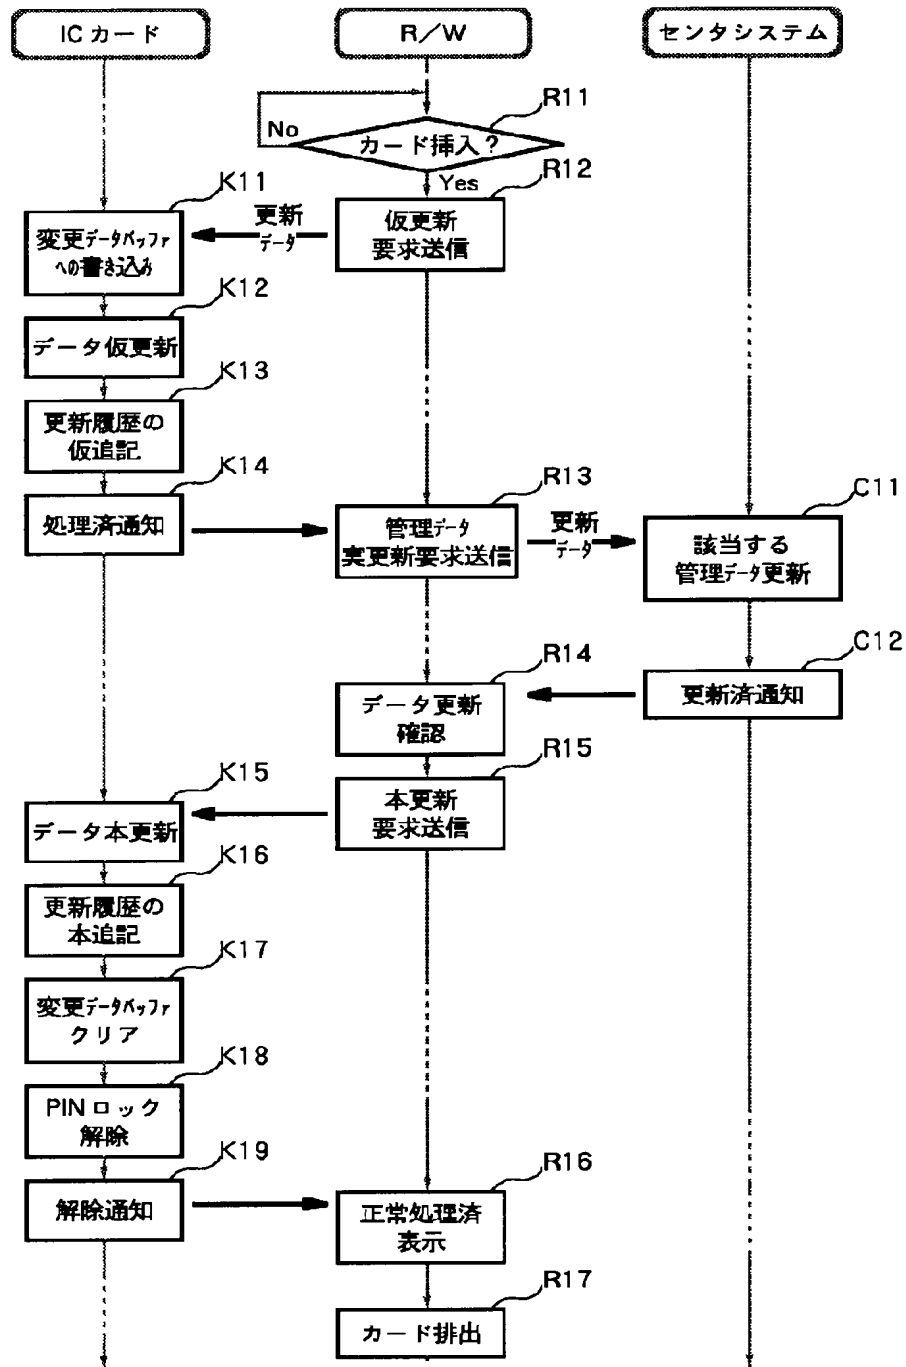 ICカード
R/W
センタシステム
R11
No
カード挿入?
Yes
R12
K11
更新
データ
仮更新
要求送信
変更データバッファ
への書き込み
K12
データ仮更新
K13
更新履歴の
仮追記
K14
処理済通知
R13
管理データ
実更新要求送信
更新
データ
C11
該当する
管理データ更新
C12
更新済通知
R14
データ更新
確認
R15
本更新
要求送信
K15
データ本更新
K16
更新履歴の
本追記
K17
変更データバッファ
クリア
K18
PINロック
解除
K19
解除通知
R16
正常処理済
表示
R17
カード排出